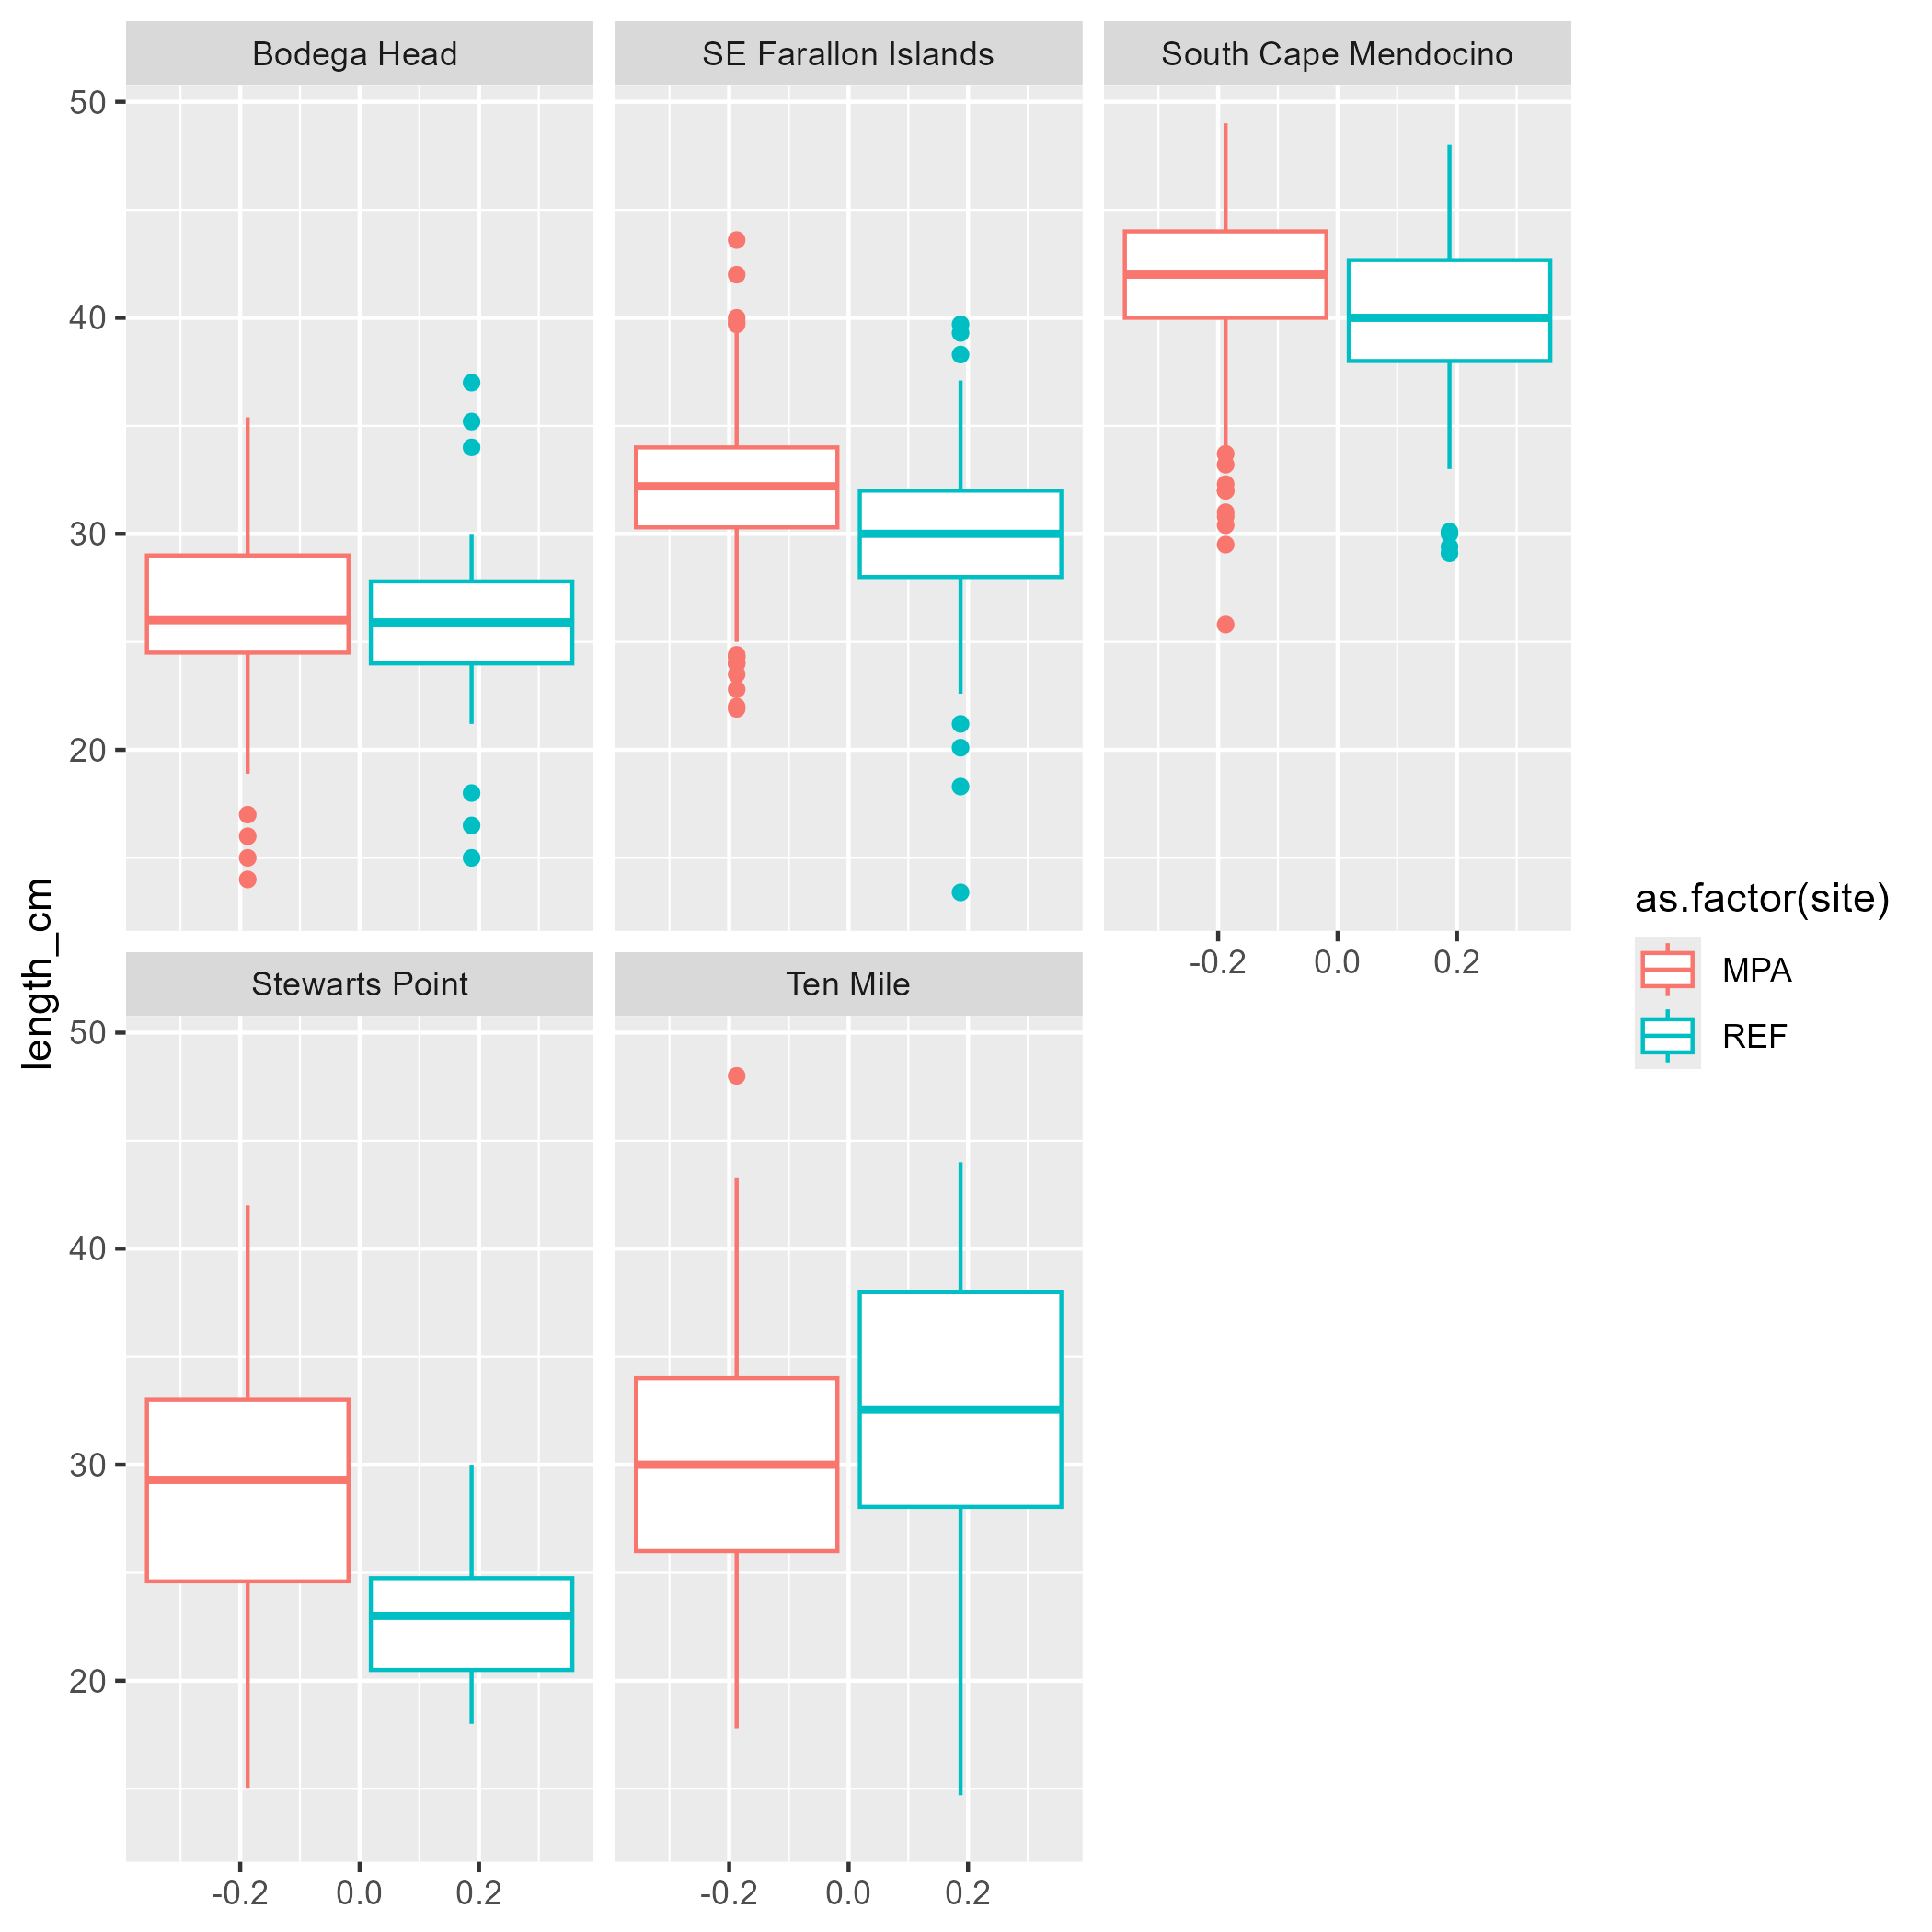 Bodega Head
SE Farallon Islands
South Cape Mendocino
50
40
30
20
-0.2 0.0 0.2
Stewarts Point
Ten Mile
50
40
30
20
-0.2 0.0 0.2
-0.2 0.0 0.2
length_cm
as.factor(site)
MPA
REF